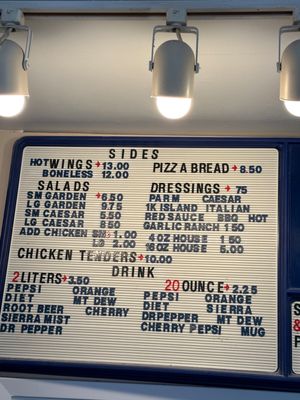 SIDES
HOT WINGS → 13.00
BONELESS 12.00
PIZZA BREAD → 8.50
SALADS
SM GARDEN → 6.50
LG GARDEN 9.75
SM CAESAR 5.50
LG CAESAR 8.50
ADD CHICKEN SM 1.00
LG 2.00
DRESSINGS → 75
PARM CAESAR
1K ISLAND ITALIAN
RED SAUCE BBQ HOT
GARLIC RANCH 1 50
4 OZ HOUSE 1 50
16OZ HOUSE 5.00
CHICKEN TENDERS → 10.00
DRINK
2 LITERS → 3.50
PEPSI ORANGE
DIET MT DEW
ROOT BEER CHERRY
SIERRA MIST
DR PEPPER
20 OUNCE → 2.25
PEPSI ORANGE
DIET SIERRA
DRPEPPER MT DEW
CHERRY PEPSI MUG
S
&
P